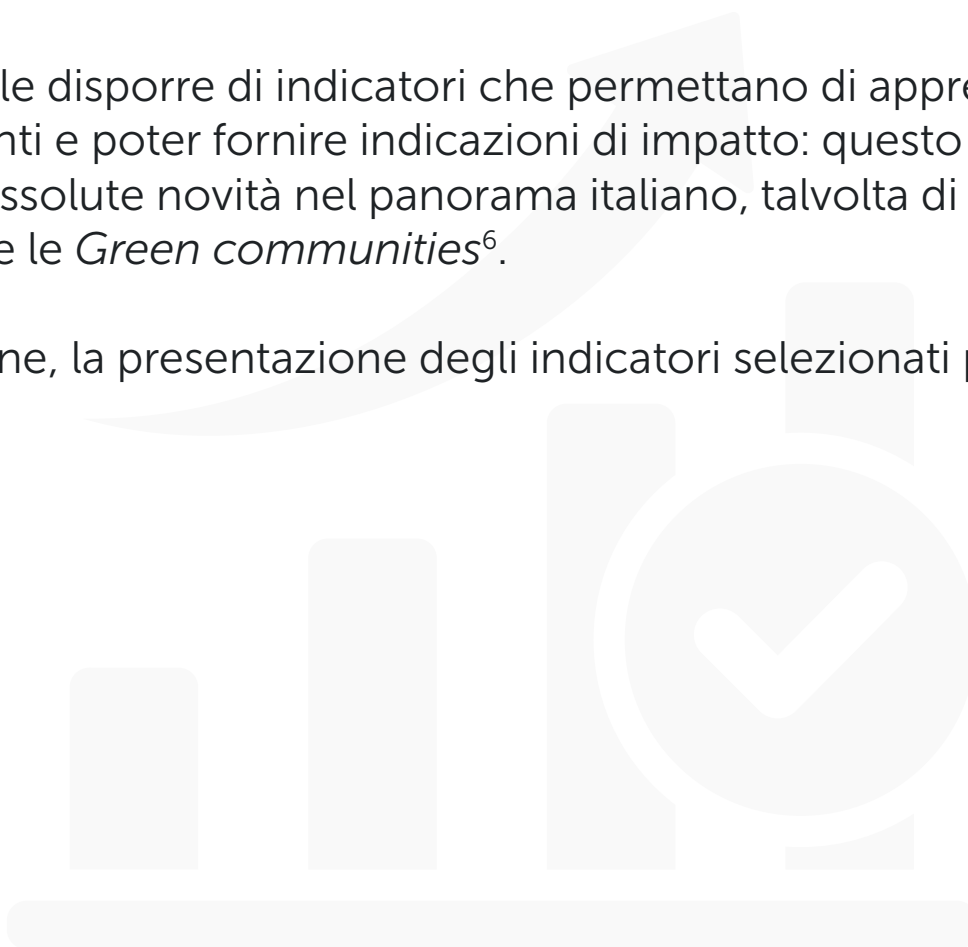 le disporre di indicatori che permettano di appre
nti e poter fornire indicazioni di impatto: questo
ssolute novità nel panorama italiano, talvolta di
e le Green communities⁶.
ne, la presentazione degli indicatori selezionati p